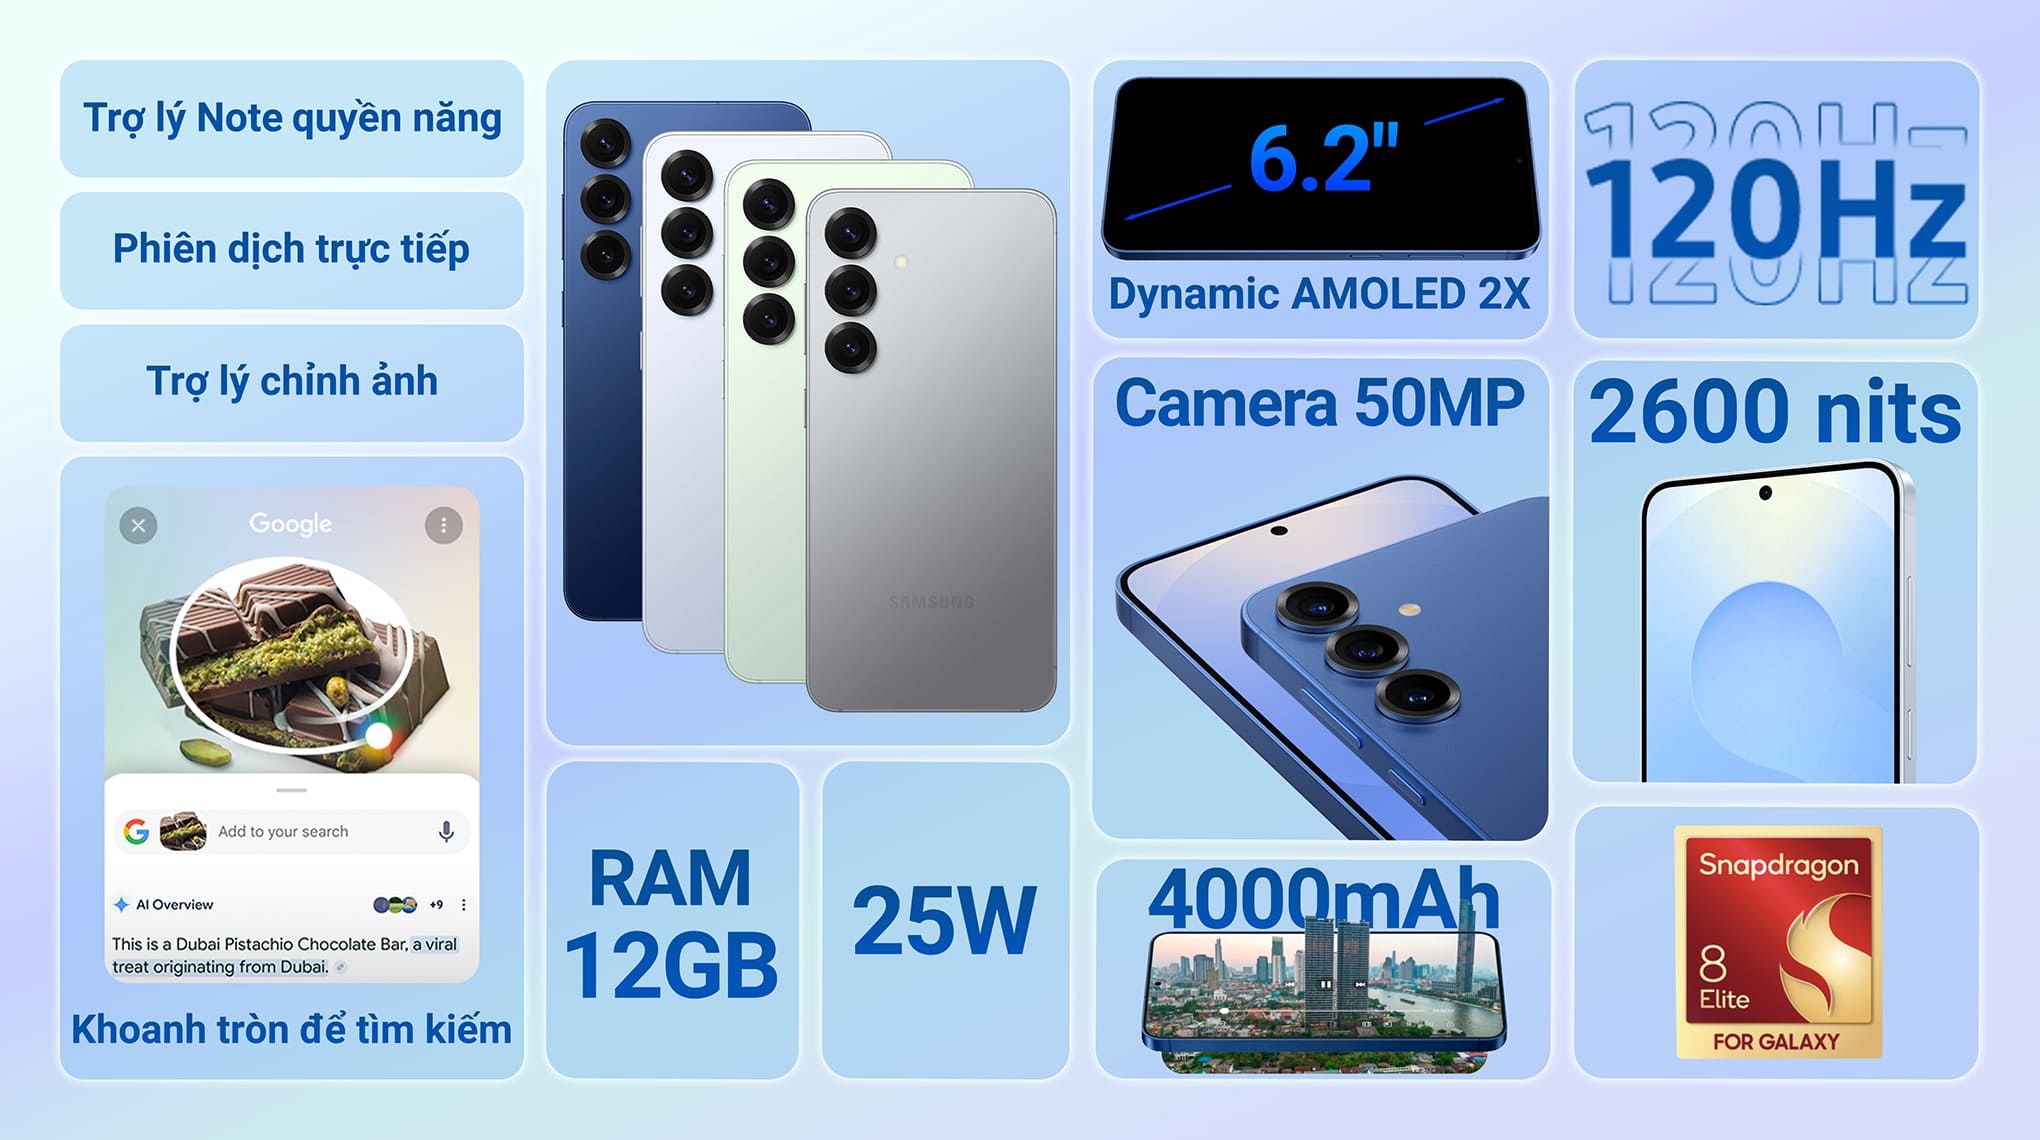 Trợ lý Note quyền năng
Phiên dịch trực tiếp
Trợ lý chỉnh ảnh
Google
Add to your search
AI Overview
+9
This is a Dubai Pistachio Chocolate Bar, a viral
treat originating from Dubai.
Khoanh tròn để tìm kiếm
SAMSUNG
RAM
12GB
25W
6.2"
Dynamic AMOLED 2X
Camera 50MP
4000mAh
120Hz
120Hz
120Hz
2600 nits
Snapdragon
8
Elite
FOR GALAXY